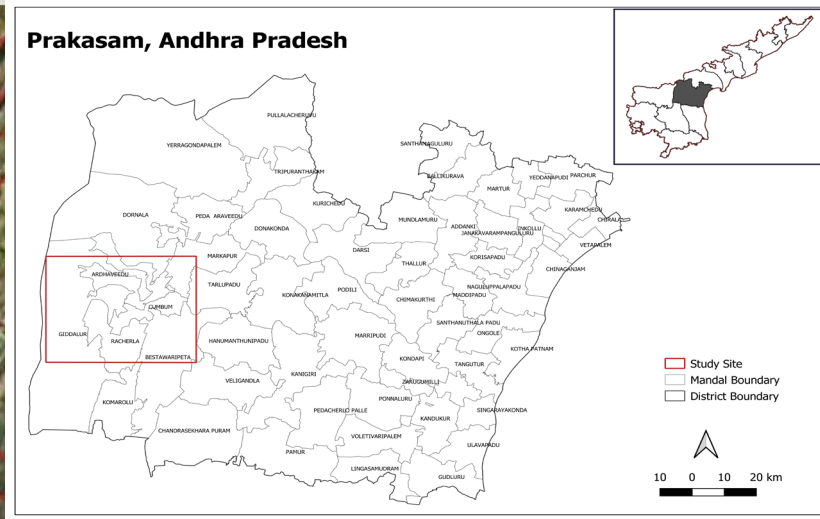 Prakasam, Andhra Pradesh
PULLALACHERUVU
SANTHAMAGULURU
YERRAGONDAPALEM
TRIPURANTHAKAM
BALLIKURAVA
YEDDANAPUDI
PARCHUR
MARTUR
KURICHEDU
DORNALA
PEDA ARAVEEDU
KARAMCHEDU
MUNDLAMURU
CHIRALA
DONAKONDA
ADDANKI
INKOLLU
JANAKAVARAMPANGULURU
VETAPALEM
DARSI
MARKAPUR
KORISAPADU
THALLUR
CHINAGANJAM
ARDHAVEEDU
TARLUPADU
PODILI
NAGULUPPALAPADU
KONAKANAMITLA
MADDIPADU
CHIMAKURTHI
CUMBUM
SANTHANUTHALA PADU
GIDDALUR
ONGOLE
MARRIPUDI
RACHERLA
HANUMANTHUNIPADU
KOTHA PATNAM
BESTAWARIPETA
KONDAPI
TANGUTUR
KANIGIRI
VELIGANDLA
ZARUGUMILLI
PONNALURU
KOMAROLU
PEDACHERLO PALLE
SINGARAYAKONDA
KANDUKUR
CHANDRASEKHARA PURAM
VOLETIVARIPALEM
ULAVAPADU
PAMUR
LINGASAMUDRAM
GUDLURU
Study Site
Mandal Boundary
District Boundary
10 0 10 20 km